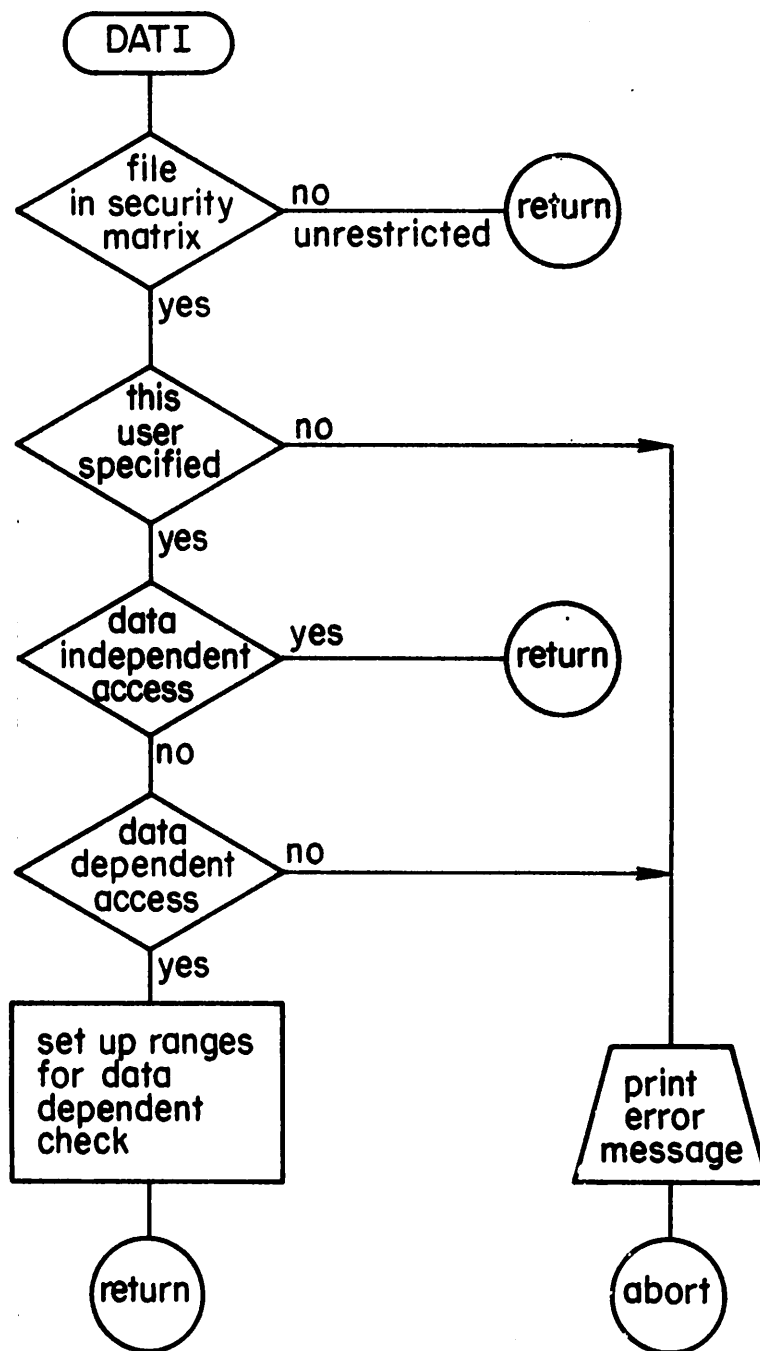 DATI
file
in security
matrix
no
unrestricted
return
yes
this
user
specified
no
yes
data
independent
access
yes
return
no
data
dependent
access
no
yes
set up ranges
for data
dependent
check
print
error
message
return
abort